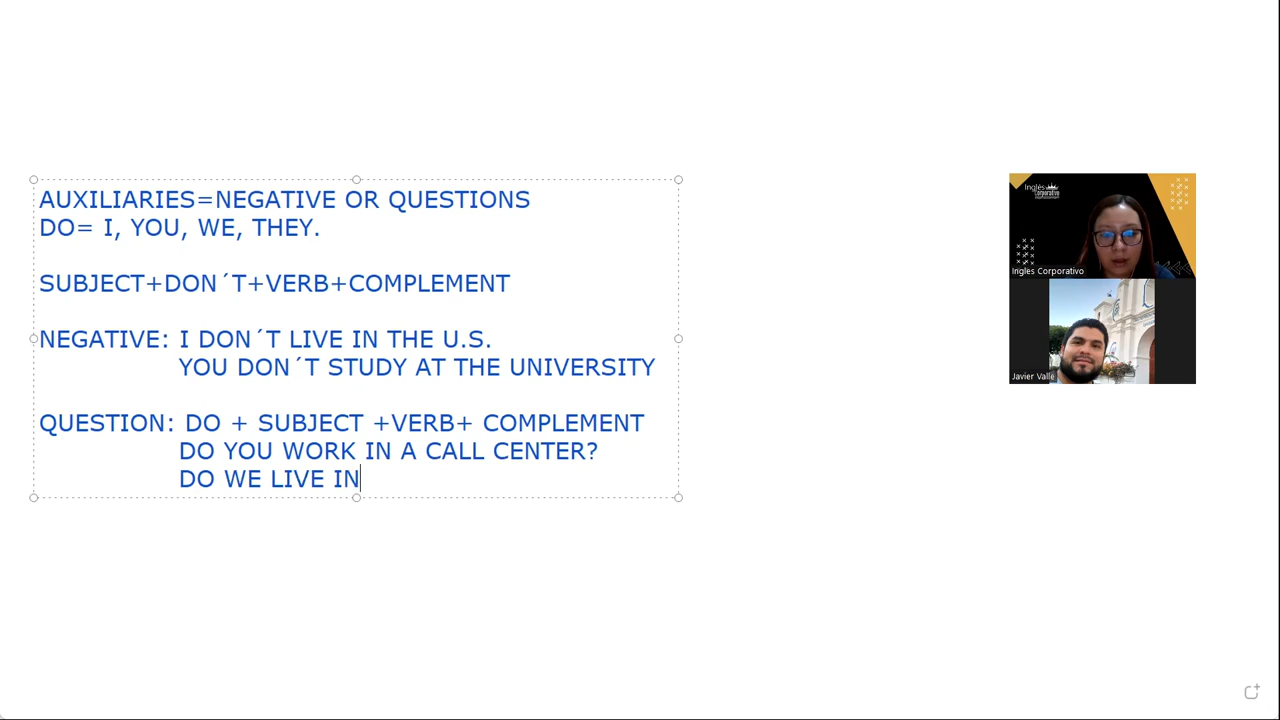 AUXILIARIES=NEGATIVE OR QUESTIONS
DO= I, YOU, WE, THEY.
SUBJECT+DON´T+VERB+COMPLEMENT
NEGATIVE: I DON´T LIVE IN THE U.S.
YOU DON´T STUDY AT THE UNIVERSITY
QUESTION: DO + SUBJECT +VERB+ COMPLEMENT
DO YOU WORK IN A CALL CENTER?
DO WE LIVE IN
Inglés
Corporativo
Ingles Corporativo
Javier Valle